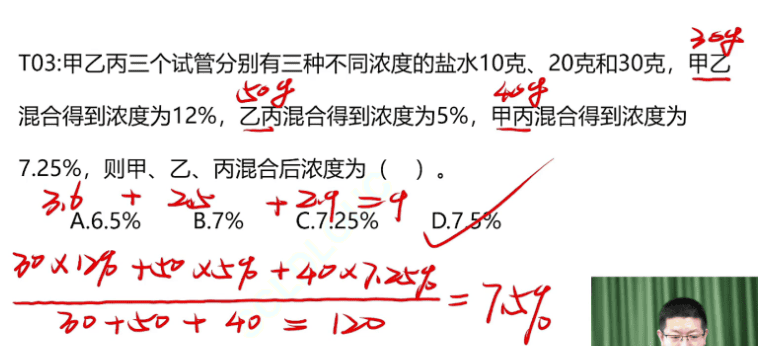 30g
T03:甲乙丙三个试管分别有三种不同浓度的盐水10克、20克和30克，甲乙
50g 40g
混合得到浓度为12%，乙丙混合得到浓度为5%，甲丙混合得到浓度为
7.25%，则甲、乙、丙混合后浓度为（ ）。
3.6 + 2.5 + 2.9 = 9
A.6.5% B.7% C.7.25% D.7.5%
30×12% + 50×5% + 40×7.25%
= 7.5%
30+50+40 = 120